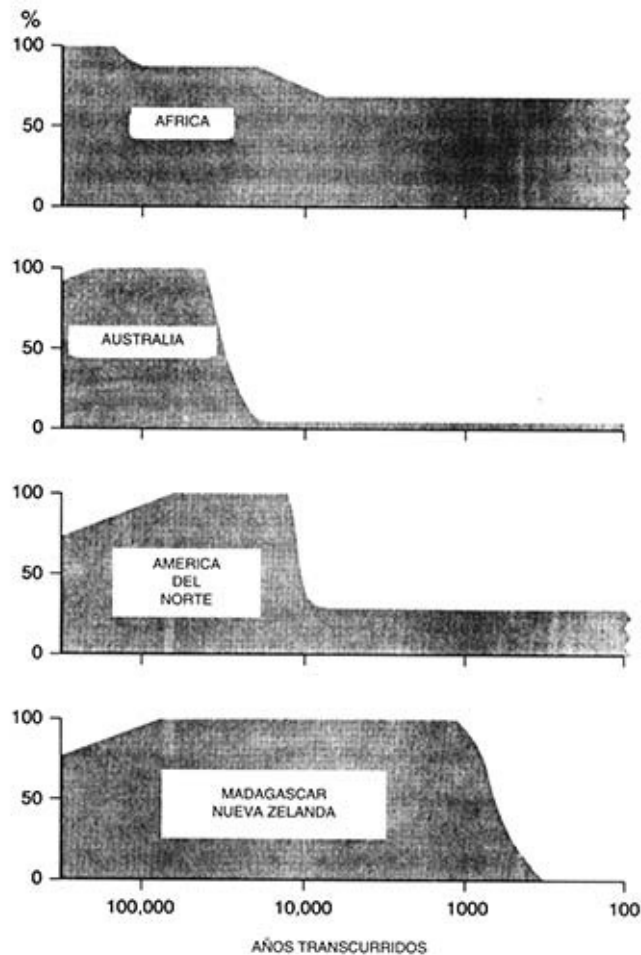 %
100
50
0
AFRICA
100
50
0
AUSTRALIA
100
50
0
AMERICA
DEL
NORTE
100
50
0
MADAGASCAR
NUEVA ZELANDA
100,000
10,000
1000
100
AÑOS TRANSCURRIDOS